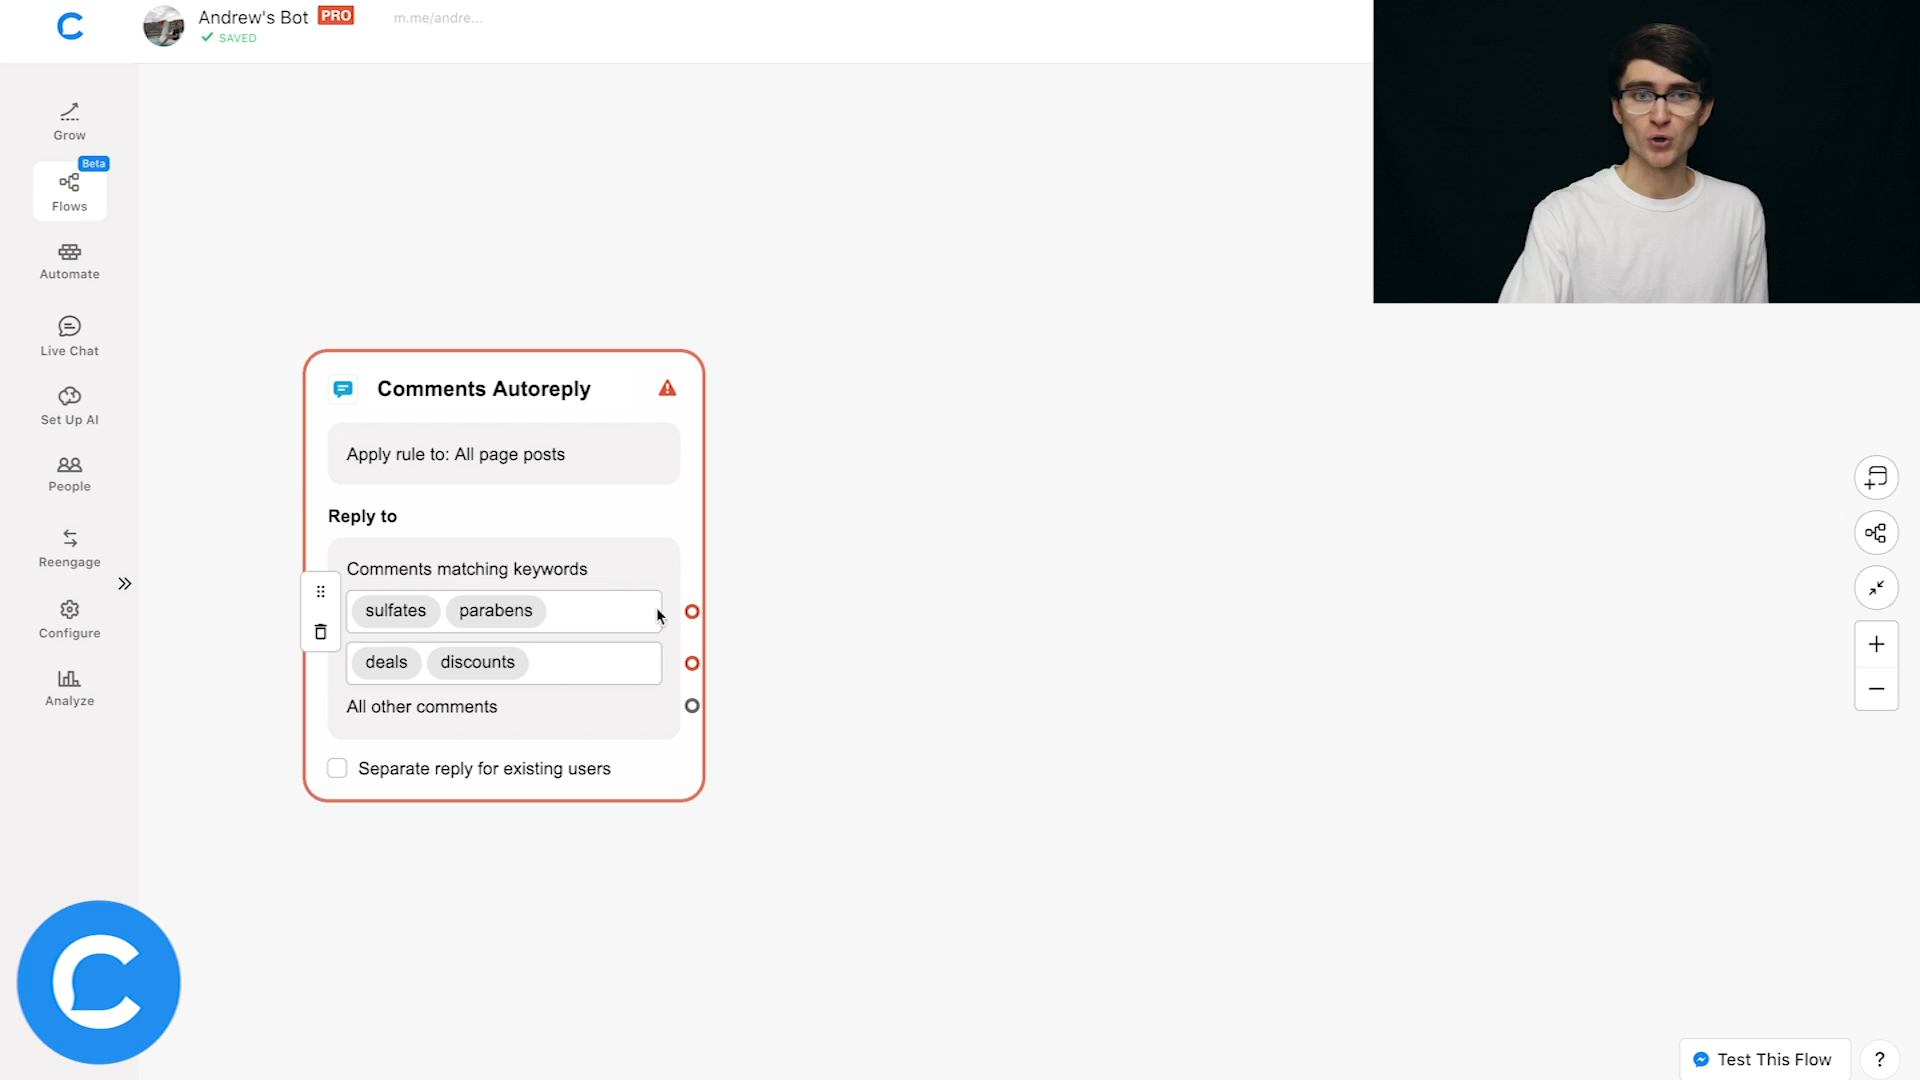 Andrew's Bot PRO
m.me/andre...
SAVED
Grow
Beta
Flows
Automate
Live Chat
Set Up AI
People
Reengage
Configure
Analyze
Comments Autoreply
Apply rule to: All page posts
Reply to
Comments matching keywords
sulfates parabens
deals discounts
All other comments
Separate reply for existing users
Test This Flow
?